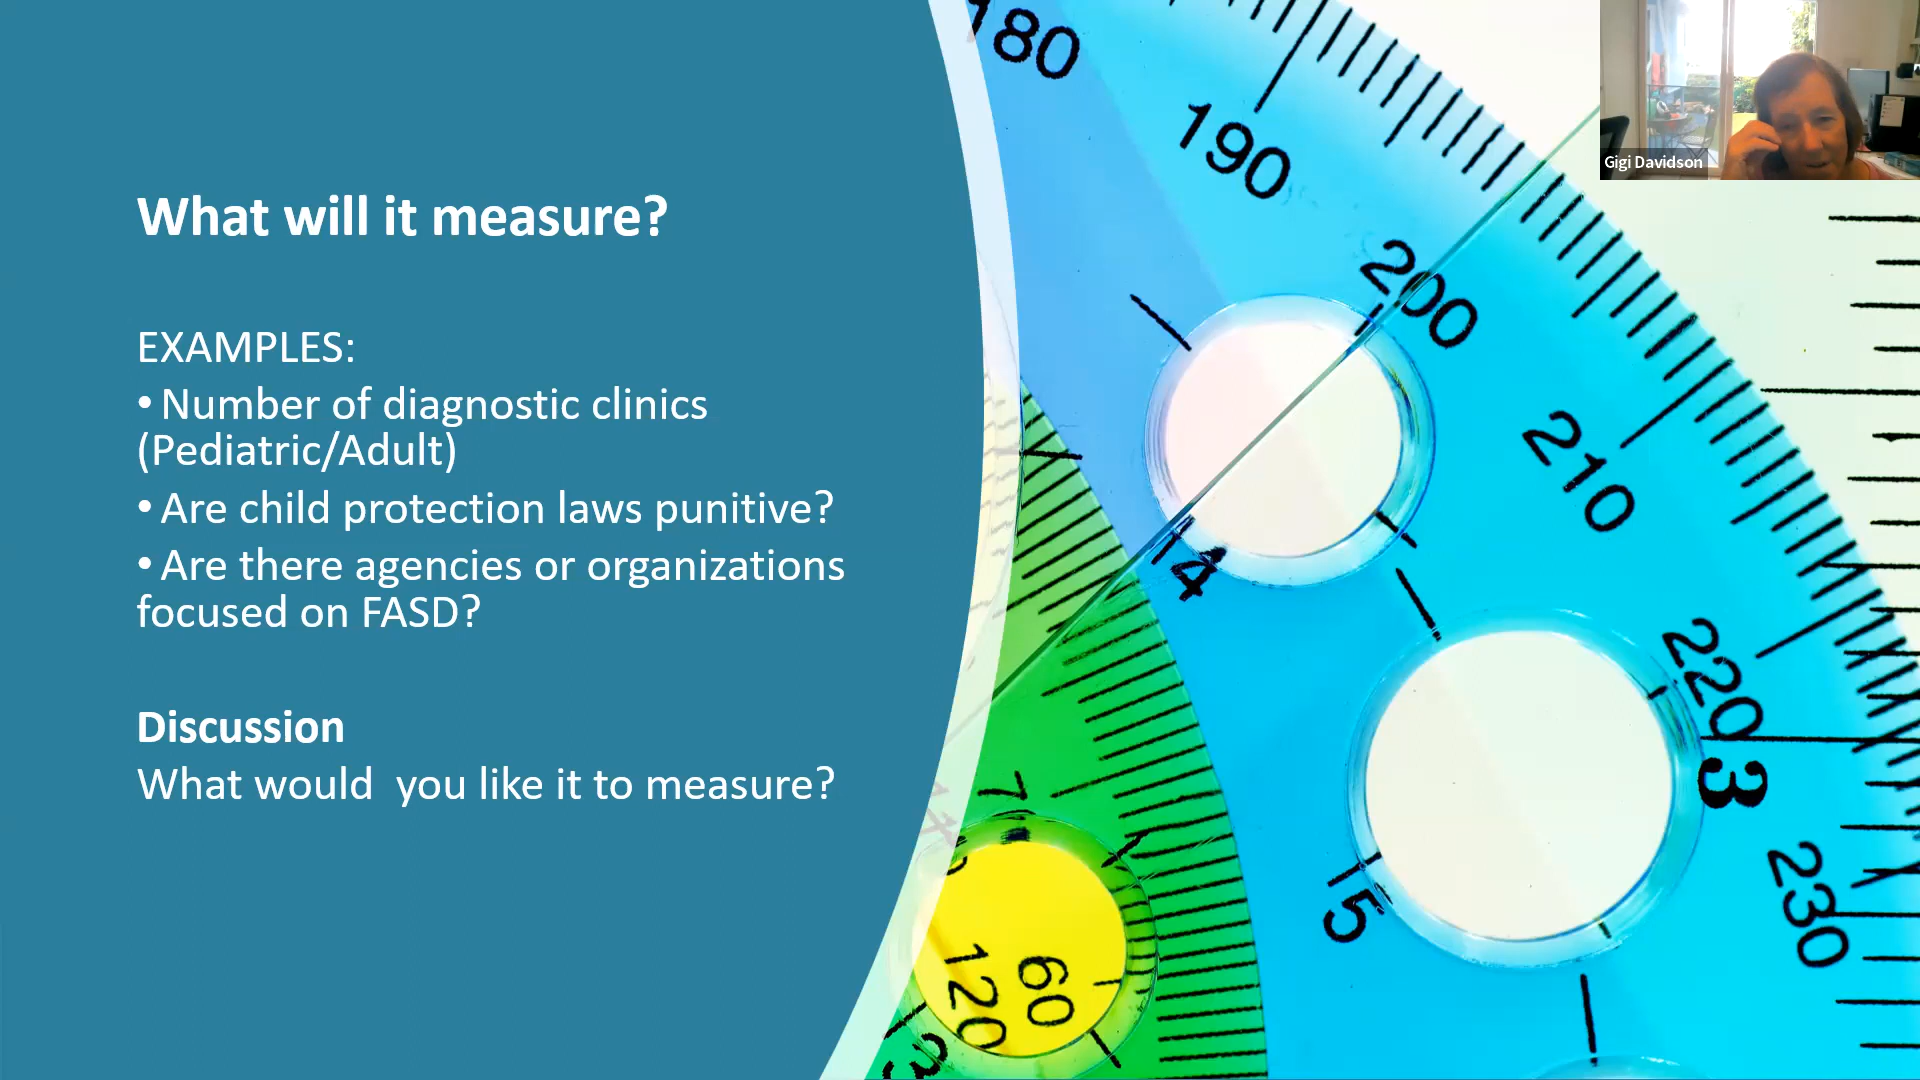 What will it measure?
EXAMPLES:
• Number of diagnostic clinics
(Pediatric/Adult)
• Are child protection laws punitive?
• Are there agencies or organizations
focused on FASD?
Discussion
What would  you like it to measure?
Gigi Davidson
180
190
200
210
220
230
14
3
15
7
60
120